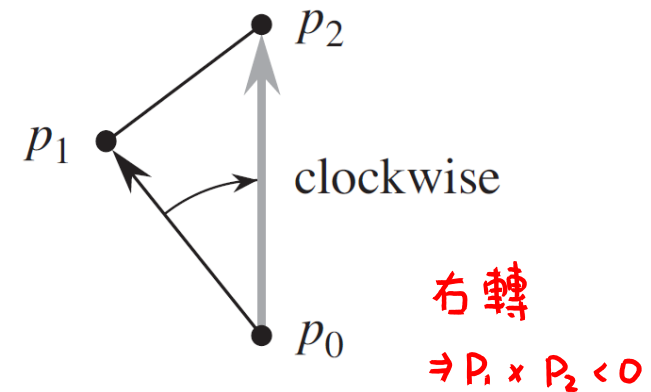 p₂
p₁
clockwise
p₀
右轉
⇒ P₁ × P₂ < 0